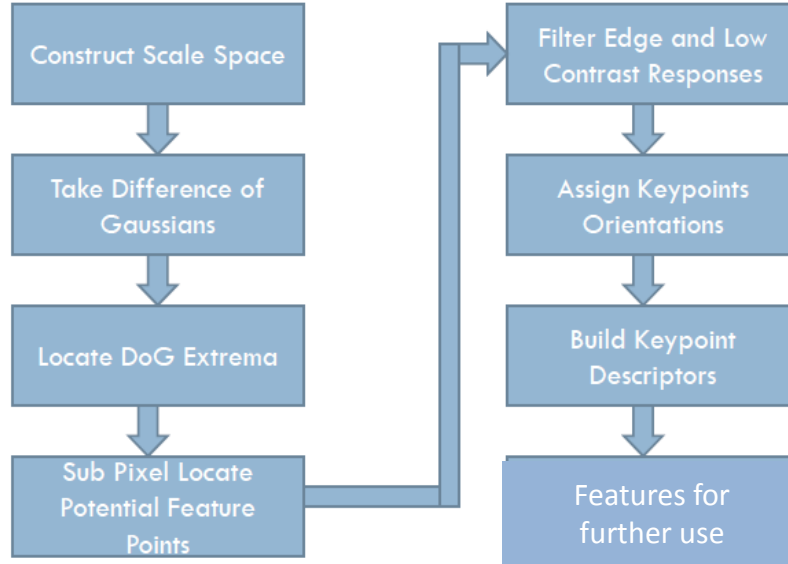 Construct Scale Space
Take Difference of
Gaussians
Locate DoG Extrema
Sub Pixel Locate
Potential Feature
Points
Filter Edge and Low
Contrast Responses
Assign Keypoints
Orientations
Build Keypoint
Descriptors
Features for
further use